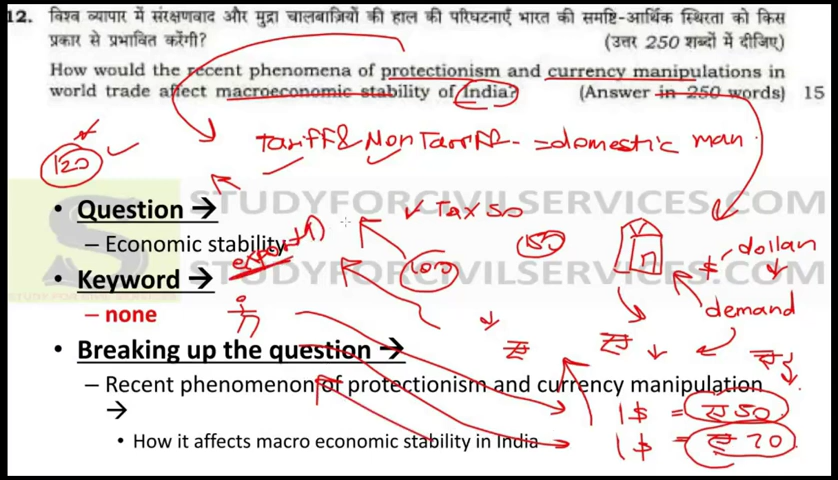 12. विश्व व्यापार में संरक्षणवाद और मुद्रा चालबाज़ियों की हाल की परिघटनाएँ भारत की समष्टि-आर्थिक स्थिरता को किस
प्रकार से प्रभावित करेंगी? (उत्तर 250 शब्दों में दीजिए)
How would the recent phenomena of protectionism and currency manipulations in
world trade affect macroeconomic stability of India? (Answer in 250 words) 15
Tariff & Non Tariff - = domestic man
120
STUDYFORCIVILSERVICES.COM
• Question →
✓ Tax 50
150
– Economic stability
export
$ dollar
STUDYFORCIVILSERVICES.COM
• Keyword →
100
demand
– none
• Breaking up the question →
– Recent phenomenon of protectionism and currency manipulation
→
1$ = ₹50
• How it affects macro economic stability in India
1$ = ₹70